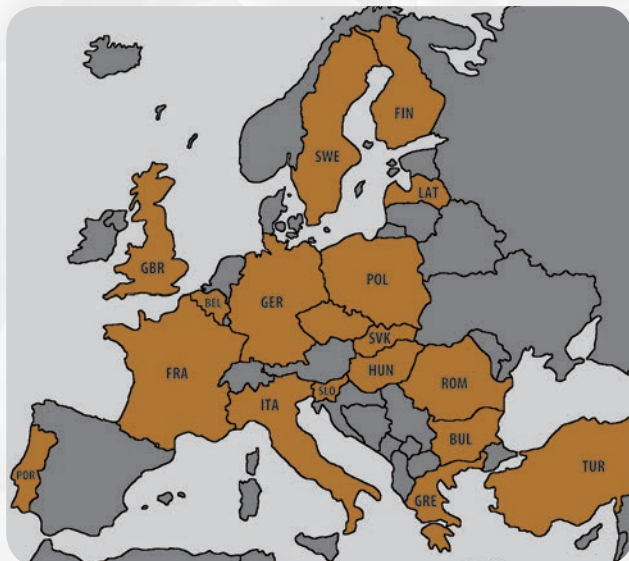 FIN
SWE
LAT
GBR
BEL
GER
POL
SVK
FRA
HUN
SLO
ROM
ITA
BUL
POR
TUR
GRE